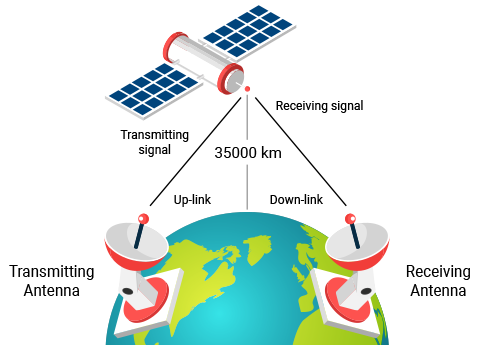 Receiving signal
Transmitting
signal
35000 km
Up-link
Down-link
Transmitting
Antenna
Receiving
Antenna